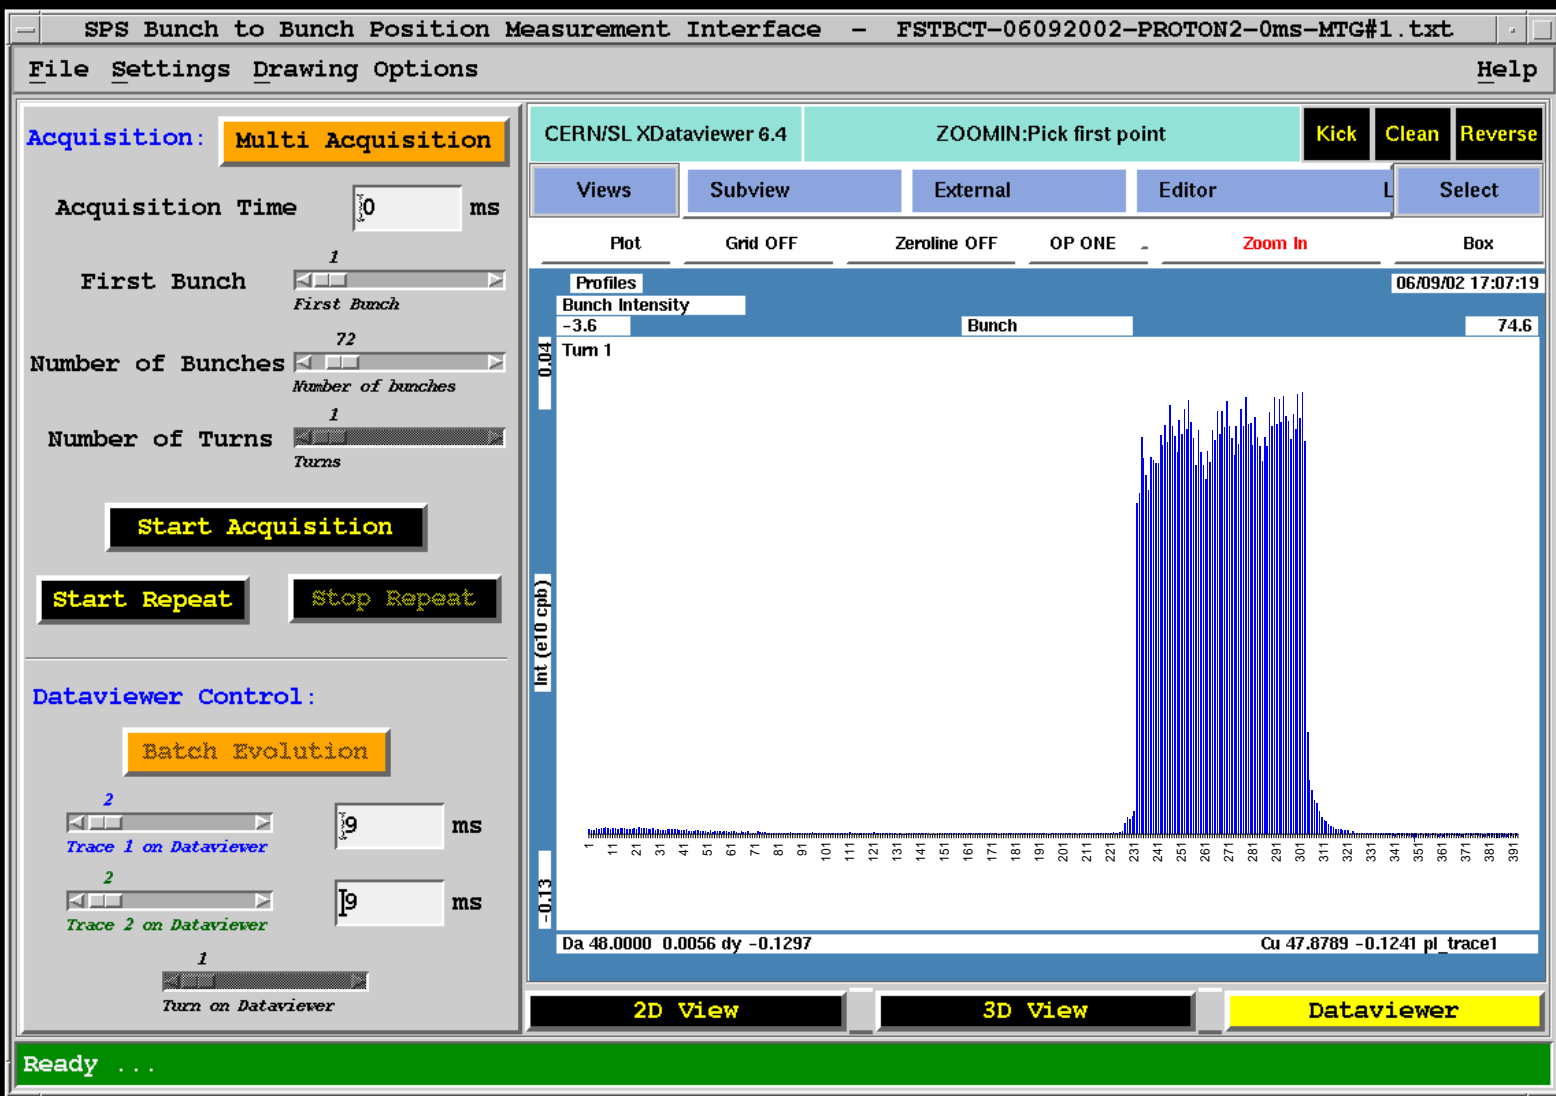 SPS Bunch to Bunch Position Measurement Interface – FSTBCT-06092002-PROTON2-0ms-MTG#1.txt
File Settings Drawing Options Help
Acquisition: Multi Acquisition
Acquisition Time 0 ms
1
First Bunch
First Bunch
72
Number of Bunches
Number of bunches
1
Number of Turns
Turns
Start Acquisition
Start Repeat Stop Repeat
Dataviewer Control:
Batch Evolution
2
9 ms
Trace 1 on Dataviewer
2
9 ms
Trace 2 on Dataviewer
1
Turn on Dataviewer
CERN/SL XDataviewer 6.4 ZOOMIN:Pick first point Kick Clean Reverse
Views Subview External Editor L Select
Plot Grid OFF Zeroline OFF OP ONE - Zoom In Box
Profiles 06/09/02 17:07:19
Bunch Intensity
-3.6 Bunch 74.6
0.04
Turn 1
Int (e10 cpb)
-0.13
1 11 21 31 41 51 61 71 81 91 101 111 121 131 141 151 161 171 181 191 201 211 221 231 241 251 261 271 281 291 301 311 321 331 341 351 361 371 381 391
Da 48.0000 0.0056 dy -0.1297 Cu 47.8789 -0.1241 pl_trace1
2D View 3D View Dataviewer
Ready ...